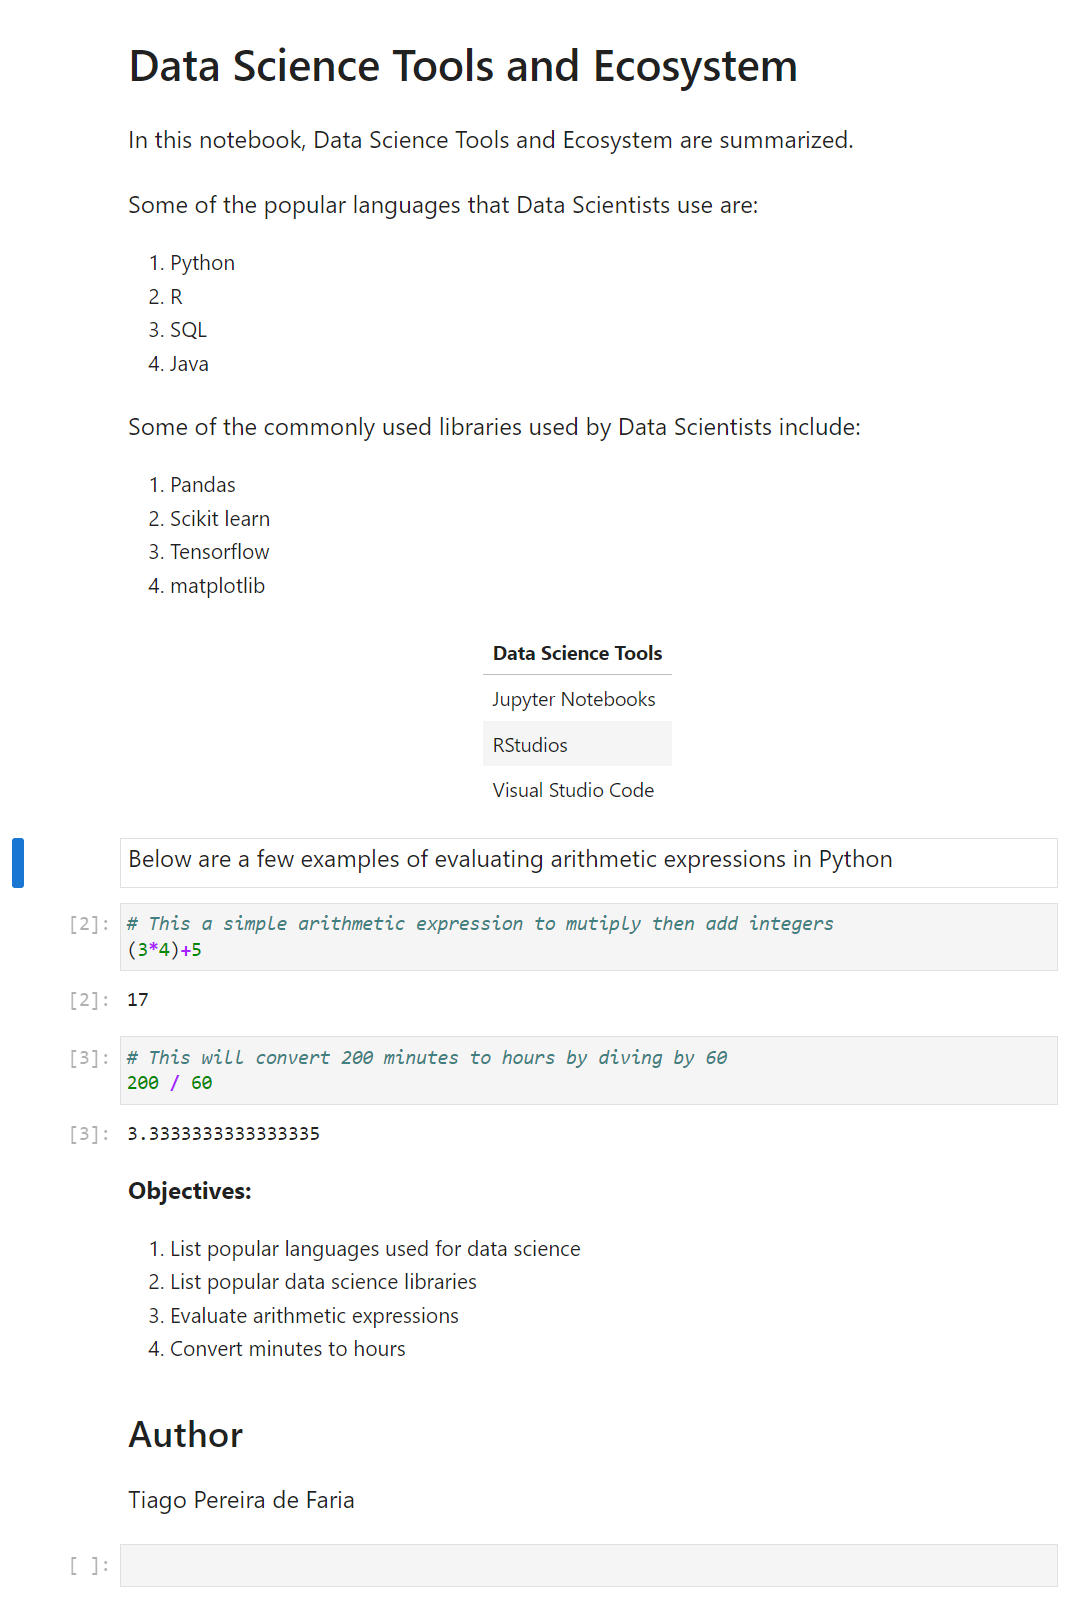 Data Science Tools and Ecosystem
In this notebook, Data Science Tools and Ecosystem are summarized.
Some of the popular languages that Data Scientists use are:
1. Python
2. R
3. SQL
4. Java
Some of the commonly used libraries used by Data Scientists include:
1. Pandas
2. Scikit learn
3. Tensorflow
4. matplotlib
Data Science Tools
Jupyter Notebooks
RStudios
Visual Studio Code
Below are a few examples of evaluating arithmetic expressions in Python
[2]: # This a simple arithmetic expression to mutiply then add integers
(3*4)+5
[2]: 17
[3]: # This will convert 200 minutes to hours by diving by 60
200 / 60
[3]: 3.3333333333333335
Objectives:
1. List popular languages used for data science
2. List popular data science libraries
3. Evaluate arithmetic expressions
4. Convert minutes to hours
Author
Tiago Pereira de Faria
[ ]: